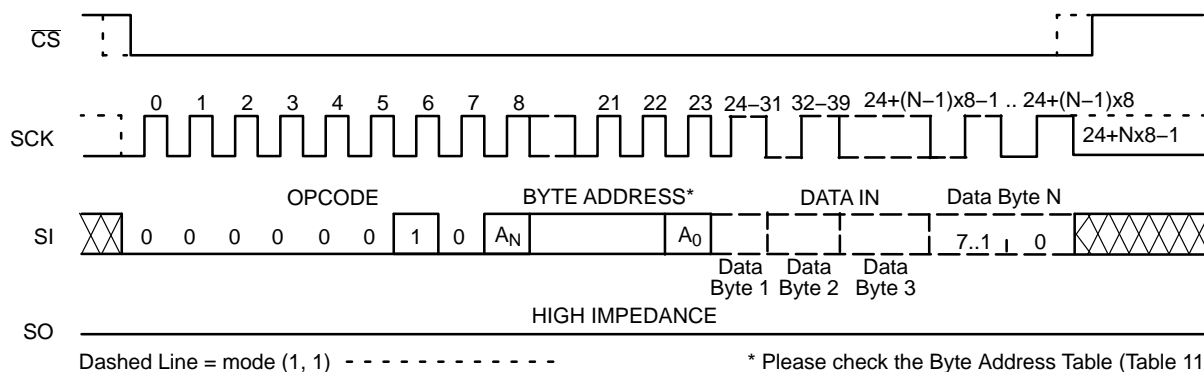 CS
0 1 2 3 4 5 6 7 8 21 22 23 24–31 32–39 24+(N–1)x8–1 .. 24+(N–1)x8
SCK
24+Nx8–1
OPCODE BYTE ADDRESS* DATA IN Data Byte N
SI 0 0 0 0 0 0 1 0 AN A0 7..1 0
Data Byte 1
Data Byte 2
Data Byte 3
HIGH IMPEDANCE
SO
Dashed Line = mode (1, 1) * Please check the Byte Address Table (Table 11